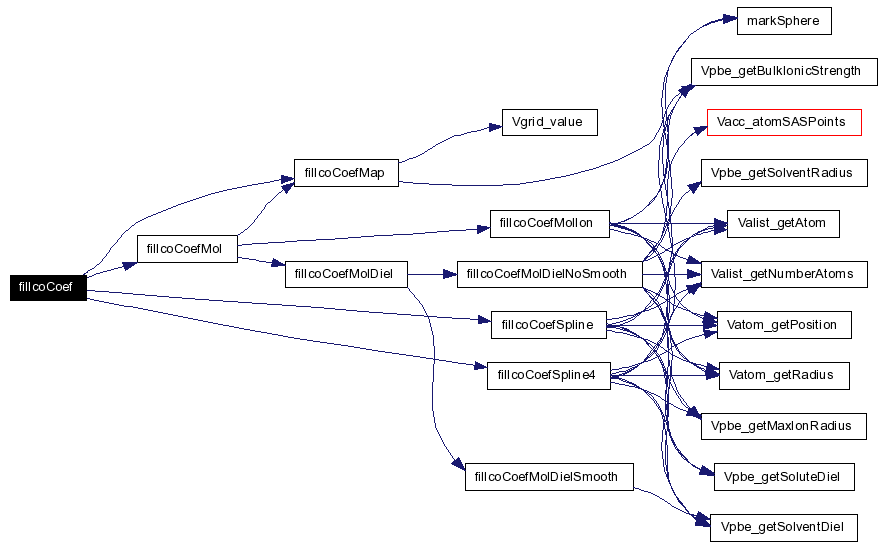 markSphere
Vpbe_getBulkIonicStrength
Vgrid_value
Vacc_atomSASPoints
fillcoCoefMap
Vpbe_getSolventRadius
fillcoCoefMolIon
Valist_getAtom
fillcoCoefMol
fillcoCoef
fillcoCoefMolDiel
fillcoCoefMolDielNoSmooth
Valist_getNumberAtoms
fillcoCoefSpline
Vatom_getPosition
fillcoCoefSpline4
Vatom_getRadius
Vpbe_getMaxIonRadius
fillcoCoefMolDielSmooth
Vpbe_getSoluteDiel
Vpbe_getSolventDiel